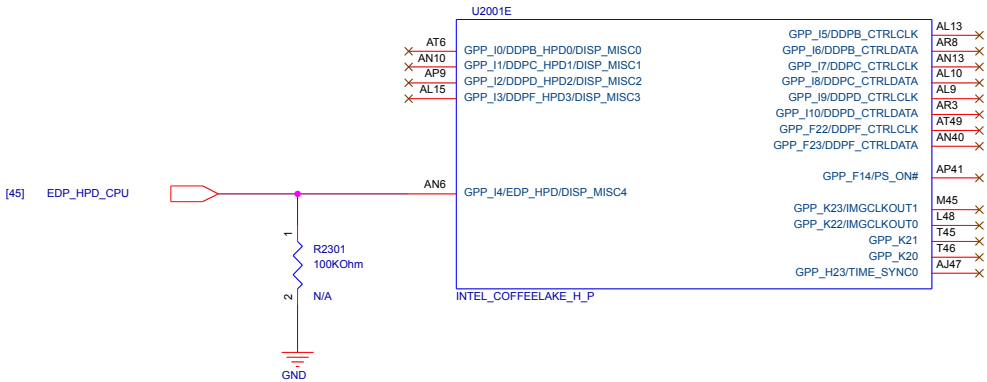 U2001E
AT6 GPP_I0/DDPB_HPD0/DISP_MISC0
AN10 GPP_I1/DDPC_HPD1/DISP_MISC1
AP9 GPP_I2/DDPD_HPD2/DISP_MISC2
AL15 GPP_I3/DDPF_HPD3/DISP_MISC3
GPP_I5/DDPB_CTRLCLK AL13
GPP_I6/DDPB_CTRLDATA AR8
GPP_I7/DDPC_CTRLCLK AN13
GPP_I8/DDPC_CTRLDATA AL10
GPP_I9/DDPD_CTRLCLK AL9
GPP_I10/DDPD_CTRLDATA AR3
GPP_F22/DDPF_CTRLCLK AT49
GPP_F23/DDPF_CTRLDATA AN40
GPP_F14/PS_ON# AP41
[45] EDP_HPD_CPU
AN6 GPP_I4/EDP_HPD/DISP_MISC4
GPP_K23/IMGCLKOUT1 M45
GPP_K22/IMGCLKOUT0 L48
GPP_K21 T45
GPP_K20 T46
GPP_H23/TIME_SYNC0 AJ47
1
R2301
100KOhm
2
N/A
INTEL_COFFEELAKE_H_P
GND